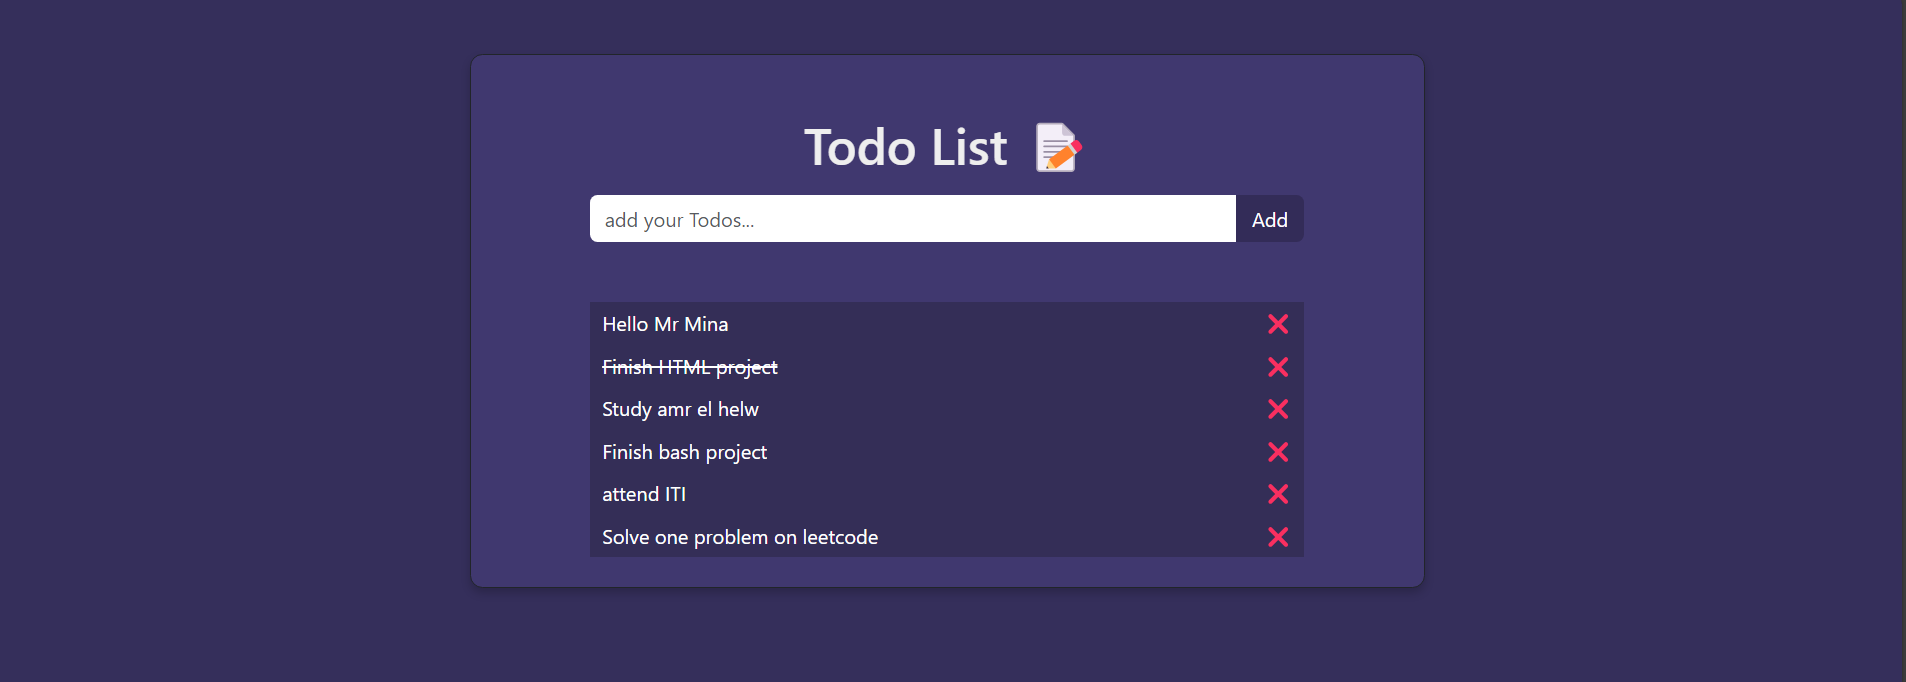 Todo List
add your Todos...
Add
Hello Mr Mina
Finish HTML project
Study amr el helw
Finish bash project
attend ITI
Solve one problem on leetcode